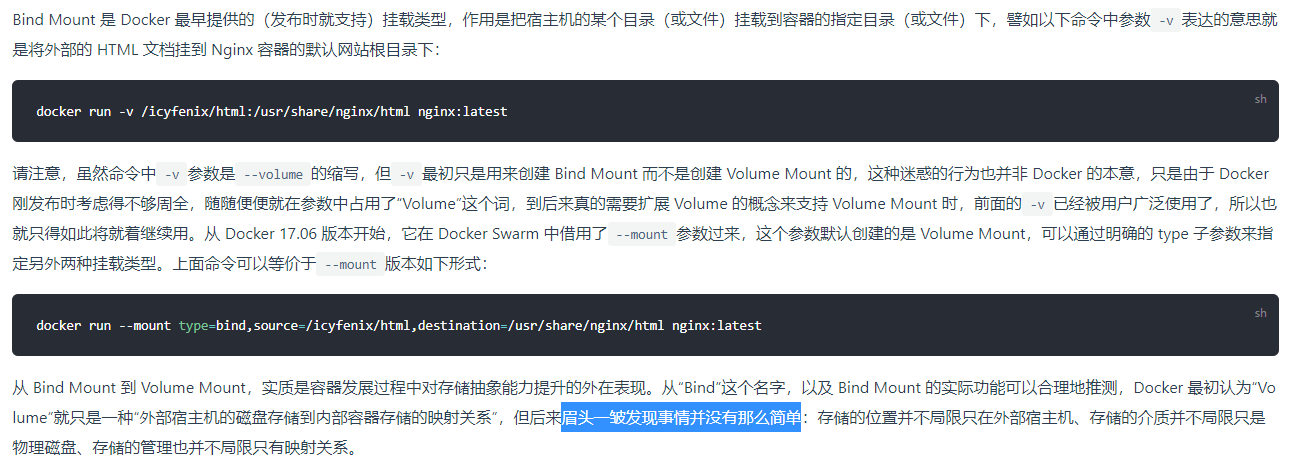 Bind Mount 是 Docker 最早提供的（发布时就支持）挂载类型，作用是把宿主机的某个目录（或文件）挂载到容器的指定目录（或文件）下，譬如以下命令中参数 -v 表达的意思就
是将外部的 HTML 文档挂到 Nginx 容器的默认网站根目录下：
sh
docker run -v /icyfenix/html:/usr/share/nginx/html nginx:latest
请注意，虽然命令中 -v 参数是 --volume 的缩写，但 -v 最初只是用来创建 Bind Mount 而不是创建 Volume Mount 的，这种迷惑的行为也并非 Docker 的本意，只是由于 Docker
刚发布时考虑得不够周全，随随便便就在参数中占用了“Volume”这个词，到后来真的需要扩展 Volume 的概念来支持 Volume Mount 时，前面的 -v 已经被用户广泛使用了，所以也
就只得如此将就着继续用。从 Docker 17.06 版本开始，它在 Docker Swarm 中借用了 --mount 参数过来，这个参数默认创建的是 Volume Mount，可以通过明确的 type 子参数来指
定另外两种挂载类型。上面命令可以等价于 --mount 版本如下形式：
sh
docker run --mount type=bind,source=/icyfenix/html,destination=/usr/share/nginx/html nginx:latest
从 Bind Mount 到 Volume Mount，实质是容器发展过程中对存储抽象能力提升的外在表现。从“Bind”这个名字，以及 Bind Mount 的实际功能可以合理地推测，Docker 最初认为“Vo
lume”就只是一种“外部宿主机的磁盘存储到内部容器存储的映射关系”，但后来眉头一皱发现事情并没有那么简单：存储的位置并不局限只在外部宿主机、存储的介质并不局限只是
物理磁盘、存储的管理也并不局限只有映射关系。